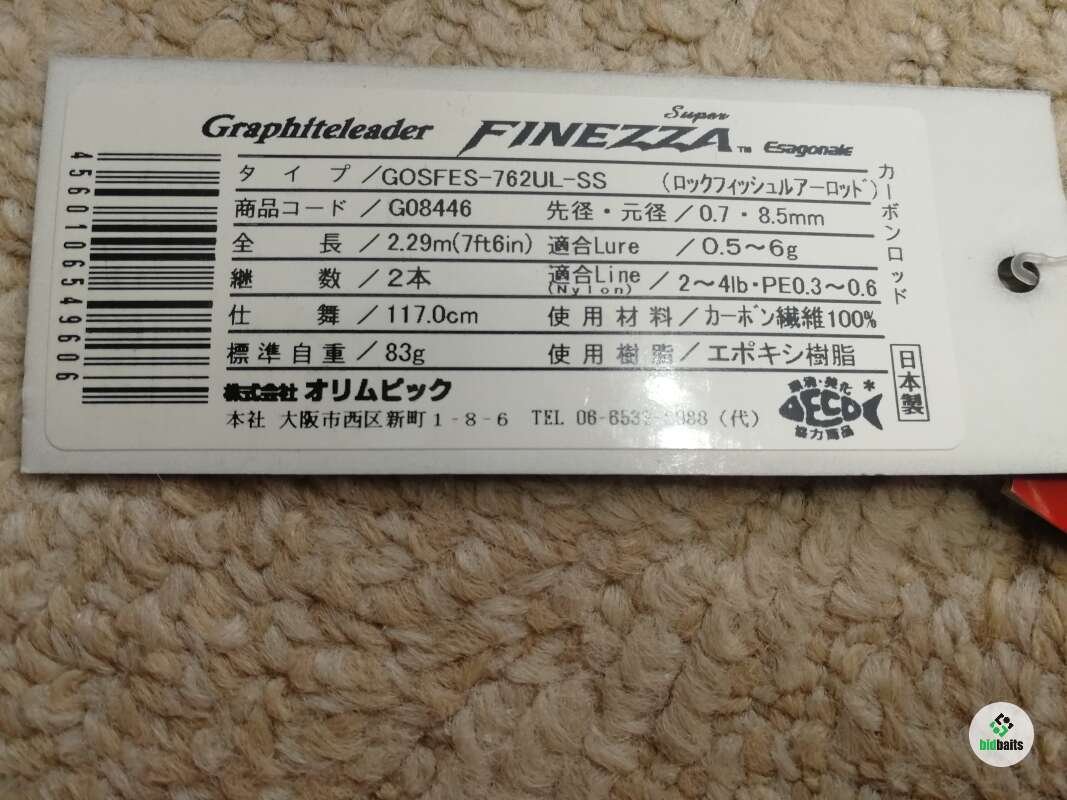 Graphiteleader Super FINEZZA™ Esagonale
タイプ/GOSFES-762UL-SS (ロックフィッシュルアーロッド)
商品コード/G08446 先径・元径/0.7・8.5mm
全長/2.29m(7ft6in) 適合Lure/0.5～6g
継数/2本 適合Line(Nylon)/2～4lb・PE0.3～0.6
仕舞/117.0cm 使用材料/カーボン繊維100%
標準自重/83g 使用樹脂/エポキシ樹脂
カーボンロッド
株式会社オリムピック
本社 大阪市西区新町1-8-6 TEL 06-653 988（代）
日本製
DECO
協力商品
4560106549606
bidbaits